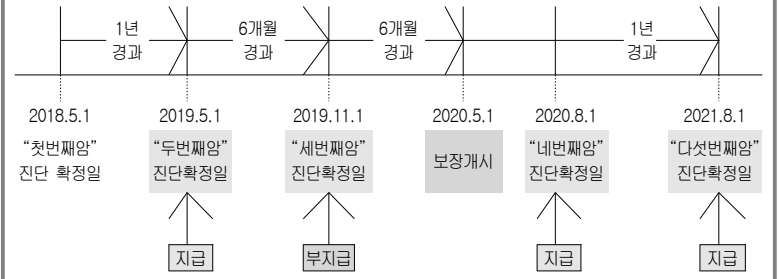 1년
경과
6개월
경과
6개월
경과
1년
경과
2018.5.1
2019.5.1
2019.11.1
2020.5.1
2020.8.1
2021.8.1
“첫번째암”
진단 확정일
“두번째암”
진단확정일
“세번째암”
진단확정일
보장개시
“네번째암”
진단확정일
“다섯번째암”
진단확정일
지급
부지급
지급
지급